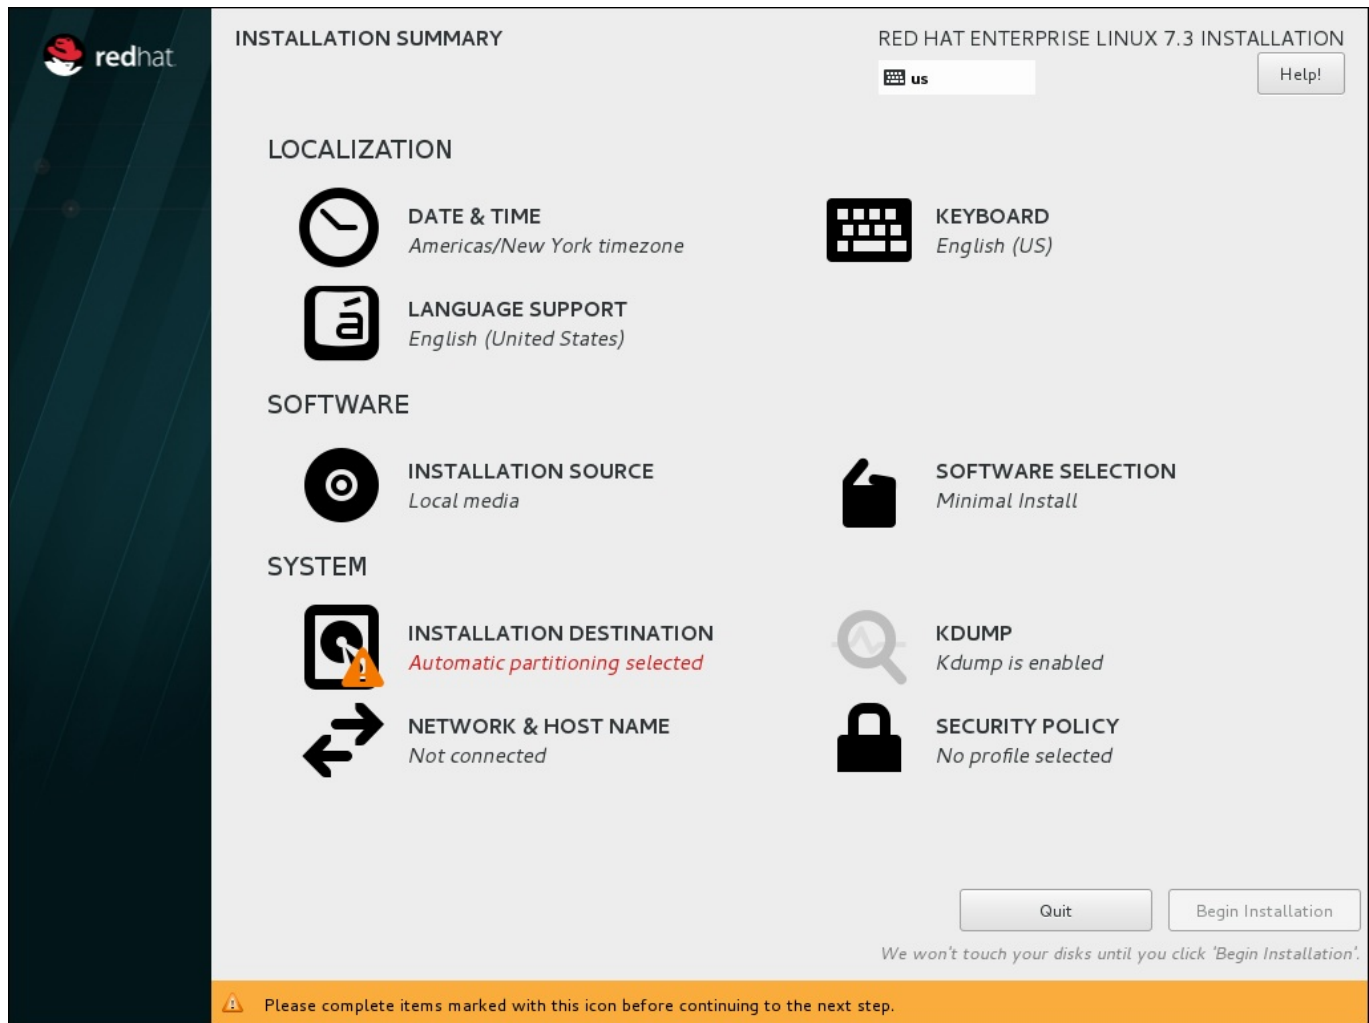 redhat
INSTALLATION SUMMARY
RED HAT ENTERPRISE LINUX 7.3 INSTALLATION
us
Help!
LOCALIZATION
DATE & TIME
Americas/New York timezone
KEYBOARD
English (US)
á
LANGUAGE SUPPORT
English (United States)
SOFTWARE
INSTALLATION SOURCE
Local media
SOFTWARE SELECTION
Minimal Install
SYSTEM
INSTALLATION DESTINATION
Automatic partitioning selected
KDUMP
Kdump is enabled
NETWORK & HOST NAME
Not connected
SECURITY POLICY
No profile selected
Quit
Begin Installation
We won't touch your disks until you click 'Begin Installation'.
Please complete items marked with this icon before continuing to the next step.